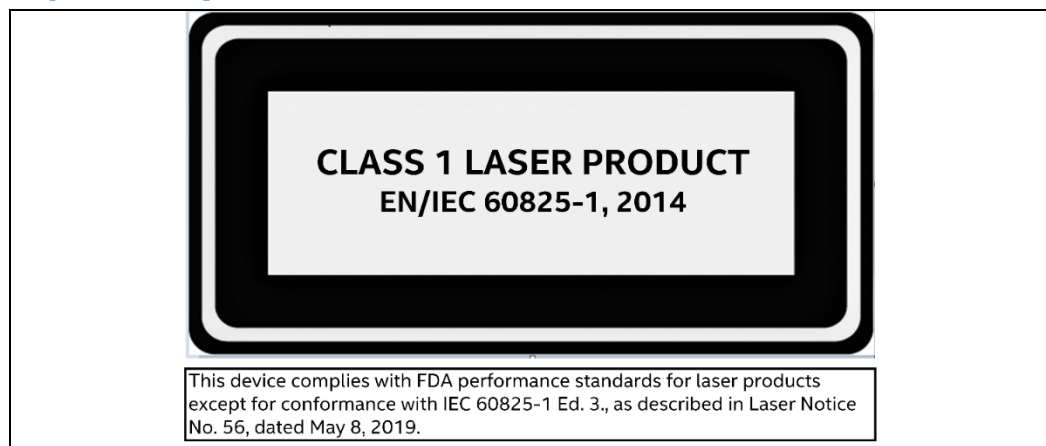 CLASS 1 LASER PRODUCT
EN/IEC 60825-1, 2014
This device complies with FDA performance standards for laser products
except for conformance with IEC 60825-1 Ed. 3., as described in Laser Notice
No. 56, dated May 8, 2019.